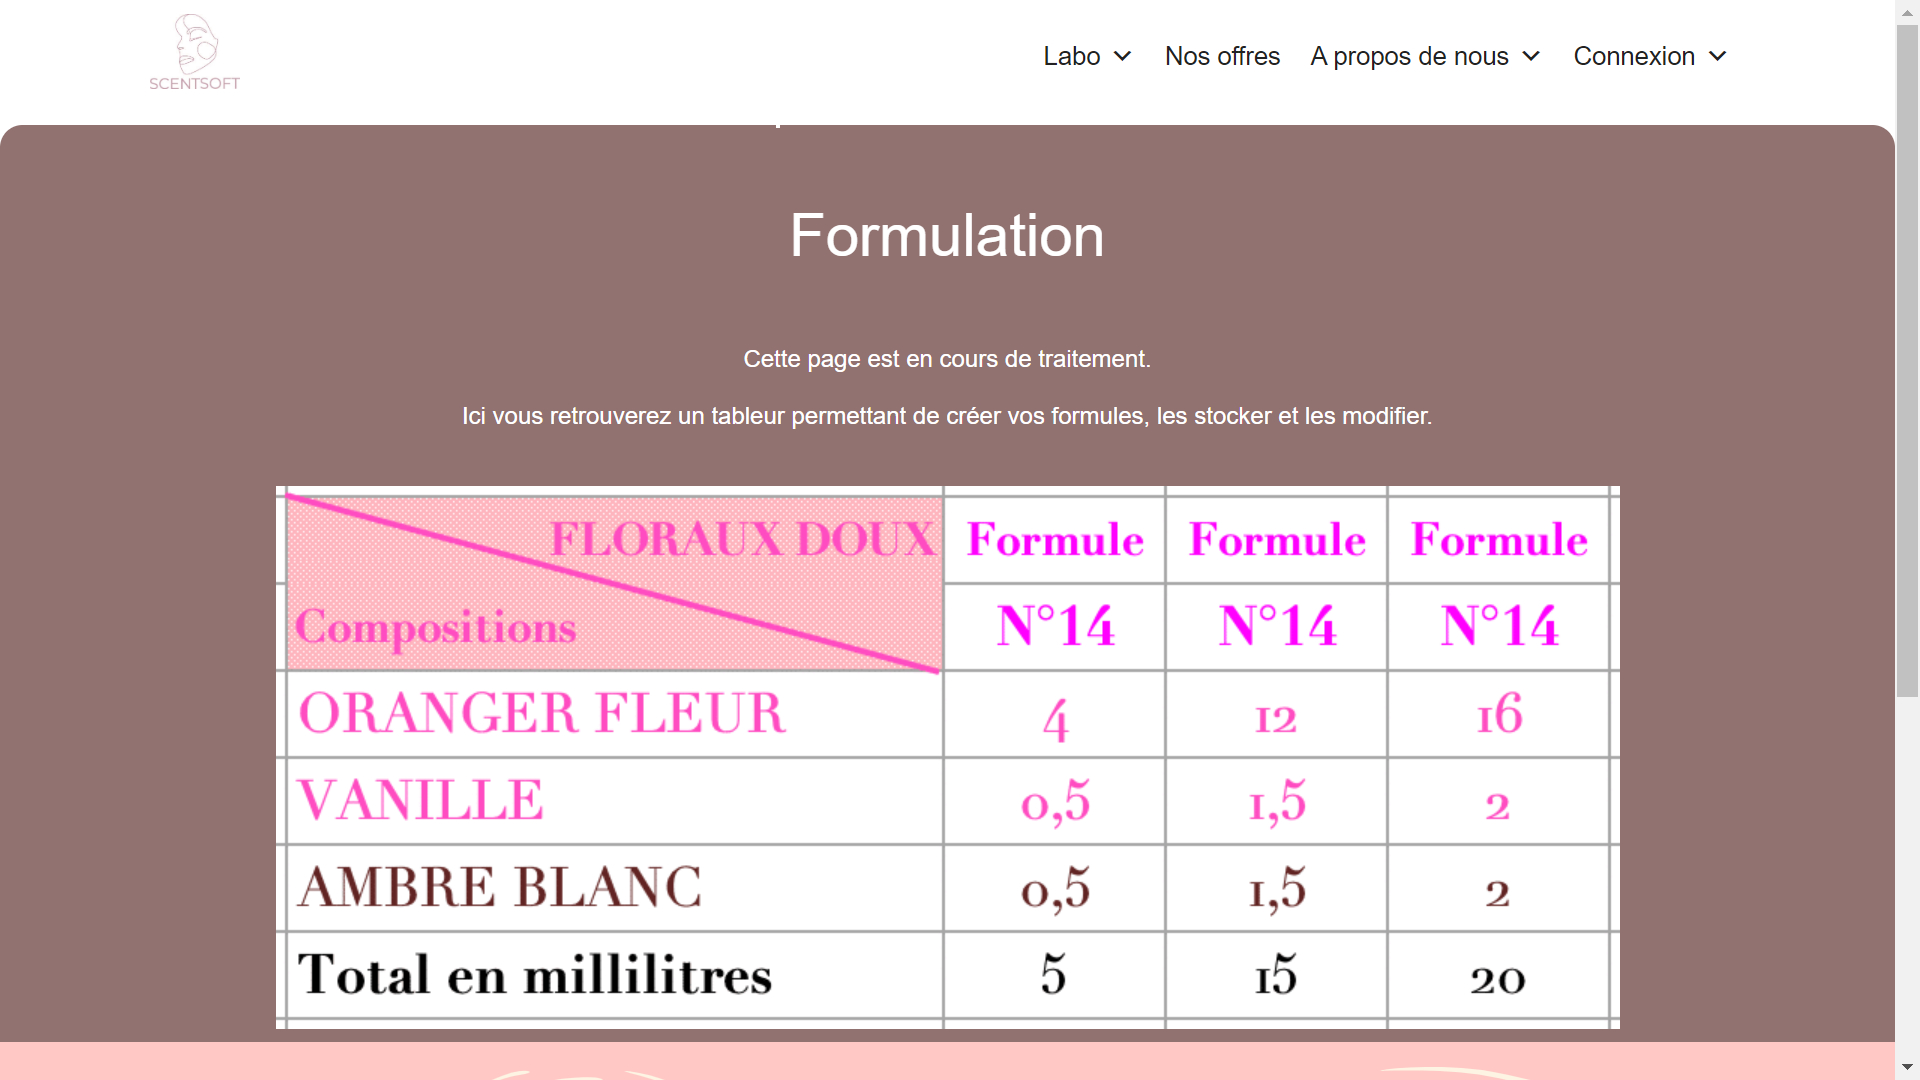 SCENTSOFT
Labo
Nos offres
A propos de nous
Connexion
Formulation
Cette page est en cours de traitement.
Ici vous retrouverez un tableur permettant de créer vos formules, les stocker et les modifier.
FLORAUX DOUX Formule Formule Formule
Compositions N°14 N°14 N°14
ORANGER FLEUR 4 12 16
VANILLE 0,5 1,5 2
AMBRE BLANC 0,5 1,5 2
Total en millilitres 5 15 20